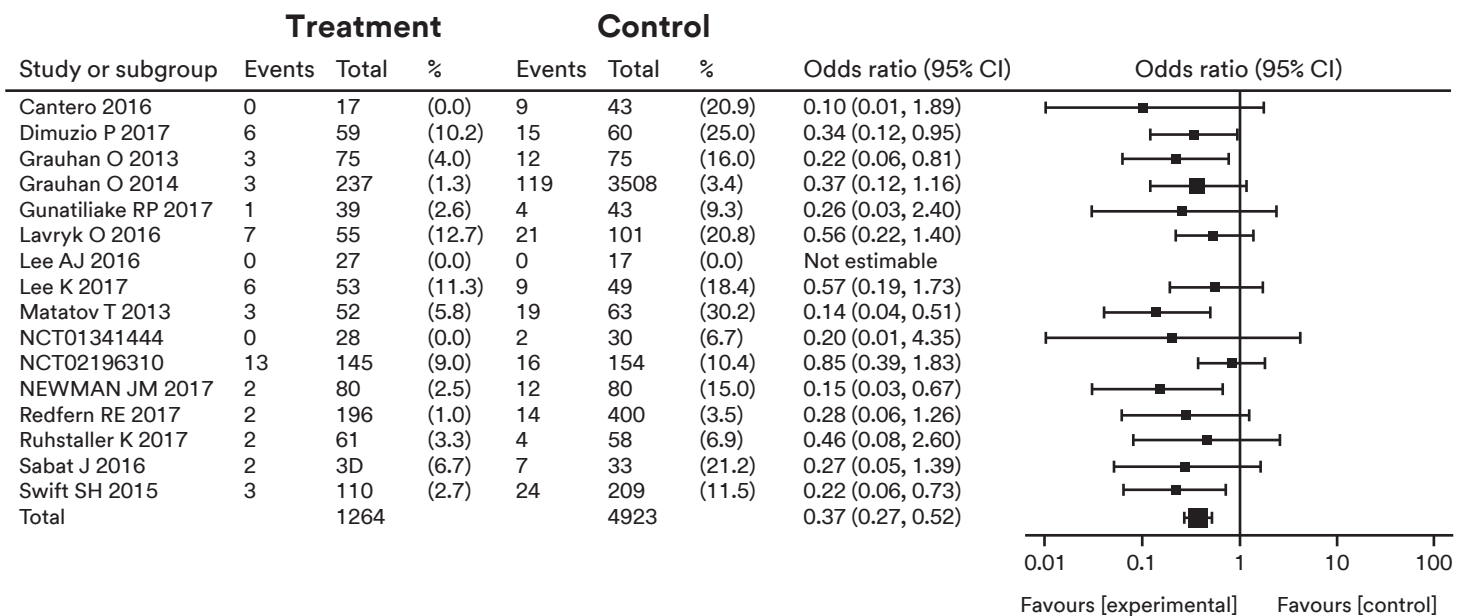 Treatment Control
Study or subgroup Events Total % Events Total % Odds ratio (95% CI) Odds ratio (95% CI)
Cantero 2016 0 17 (0.0) 9 43 (20.9) 0.10 (0.01, 1.89)
Dimuzio P 2017 6 59 (10.2) 15 60 (25.0) 0.34 (0.12, 0.95)
Grauhan O 2013 3 75 (4.0) 12 75 (16.0) 0.22 (0.06, 0.81)
Grauhan O 2014 3 237 (1.3) 119 3508 (3.4) 0.37 (0.12, 1.16)
Gunatiliake RP 2017 1 39 (2.6) 4 43 (9.3) 0.26 (0.03, 2.40)
Lavryk O 2016 7 55 (12.7) 21 101 (20.8) 0.56 (0.22, 1.40)
Lee AJ 2016 0 27 (0.0) 0 17 (0.0) Not estimable
Lee K 2017 6 53 (11.3) 9 49 (18.4) 0.57 (0.19, 1.73)
Matatov T 2013 3 52 (5.8) 19 63 (30.2) 0.14 (0.04, 0.51)
NCT01341444 0 28 (0.0) 2 30 (6.7) 0.20 (0.01, 4.35)
NCT02196310 13 145 (9.0) 16 154 (10.4) 0.85 (0.39, 1.83)
NEWMAN JM 2017 2 80 (2.5) 12 80 (15.0) 0.15 (0.03, 0.67)
Redfern RE 2017 2 196 (1.0) 14 400 (3.5) 0.28 (0.06, 1.26)
Ruhstaller K 2017 2 61 (3.3) 4 58 (6.9) 0.46 (0.08, 2.60)
Sabat J 2016 2 3D (6.7) 7 33 (21.2) 0.27 (0.05, 1.39)
Swift SH 2015 3 110 (2.7) 24 209 (11.5) 0.22 (0.06, 0.73)
Total 1264 4923 0.37 (0.27, 0.52)
0.01 0.1 1 10 100
Favours [experimental] Favours [control]